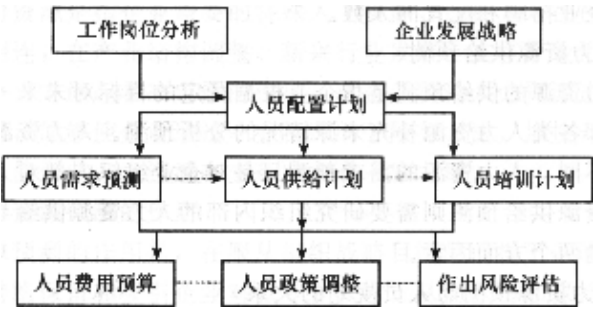 工作岗位分析
企业发展战略
人员配置计划
人员需求预测
人员供给计划
人员培训计划
人员费用预算
人员政策调整
作出风险评估